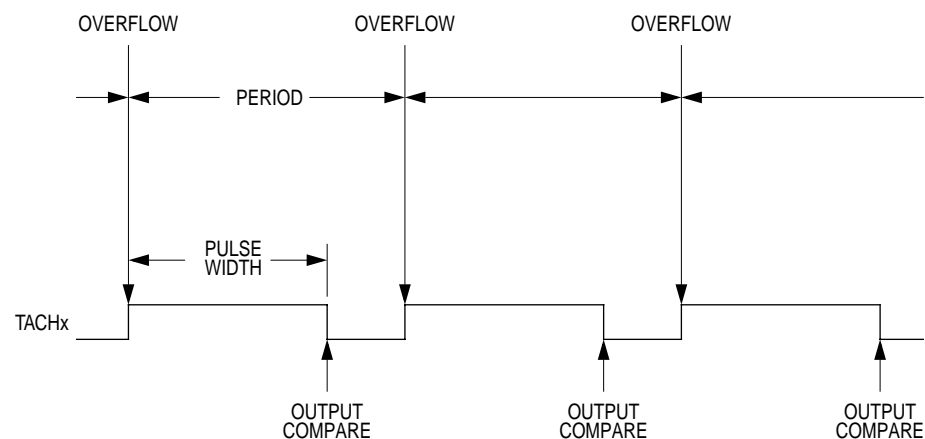 OVERFLOW
OVERFLOW
OVERFLOW
PERIOD
PULSE
WIDTH
TACHx
OUTPUT
COMPARE
OUTPUT
COMPARE
OUTPUT
COMPARE